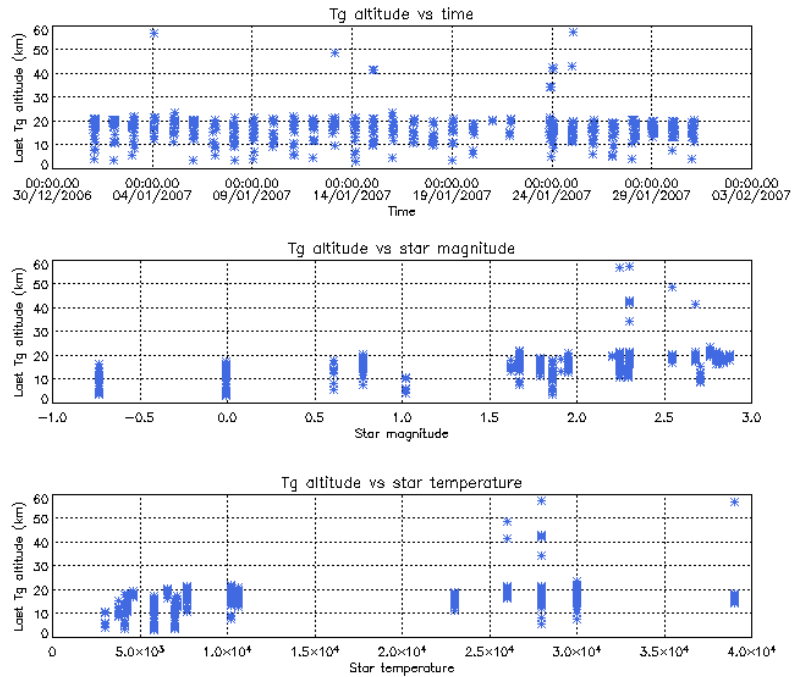 Tg altitude vs time
60
50
40
30
20
10
0
Last Tg altitude (km)
00:00:00 00:00:00 00:00:00 00:00:00 00:00:00 00:00:00 00:00:00 00:00:00
30/12/2006 04/01/2007 09/01/2007 14/01/2007 19/01/2007 24/01/2007 29/01/2007 03/02/2007
Time
Tg altitude vs star magnitude
60
50
40
30
20
10
0
Last Tg altitude (km)
-1.0 -0.5 0.0 0.5 1.0 1.5 2.0 2.5 3.0
Star magnitude
Tg altitude vs star temperature
60
50
40
30
20
10
0
Last Tg altitude (km)
0 5.0×10³ 1.0×10⁴ 1.5×10⁴ 2.0×10⁴ 2.5×10⁴ 3.0×10⁴ 3.5×10⁴ 4.0×10⁴
Star temperature